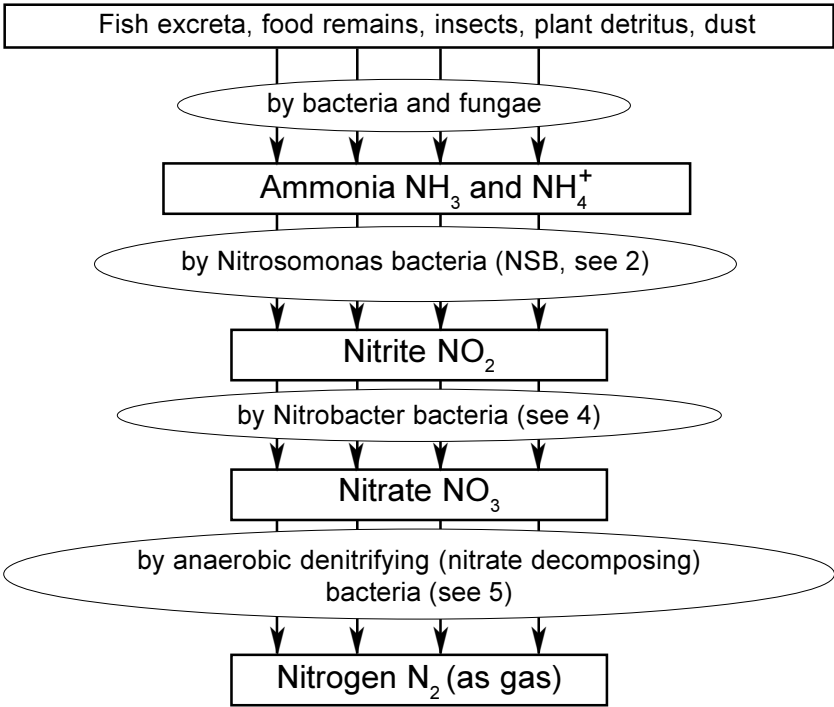 Fish excreta, food remains, insects, plant detritus, dust
by bacteria and fungae
Ammonia NH₃ and NH₄⁺
by Nitrosomonas bacteria (NSB, see 2)
Nitrite NO₂
by Nitrobacter bacteria (see 4)
Nitrate NO₃
by anaerobic denitrifying (nitrate decomposing)
bacteria (see 5)
Nitrogen N₂ (as gas)